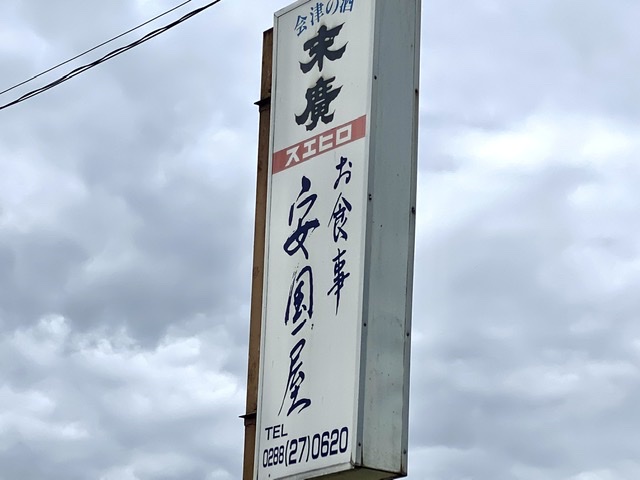 会津の酒
末廣
スエヒロ
お食事
安国屋
TEL
0288(27)0620